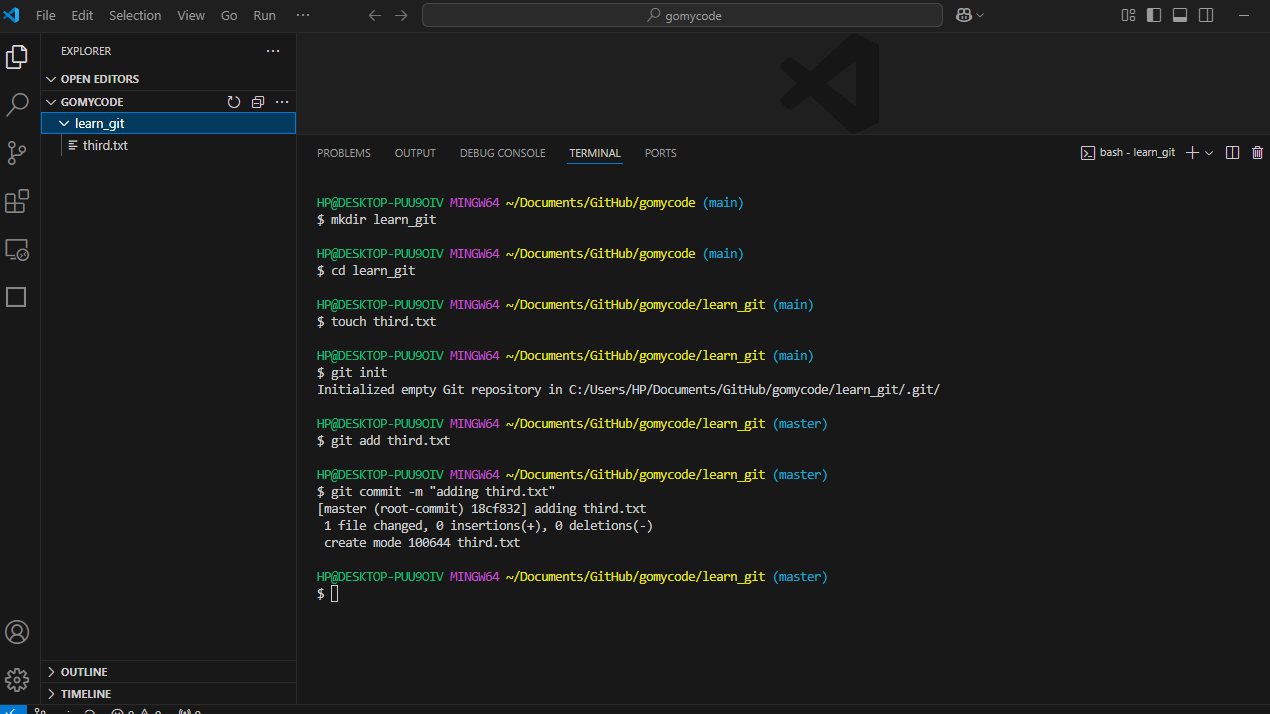 File Edit Selection View Go Run ··· gomycode
EXPLORER ···
OPEN EDITORS
GOMYCODE
learn_git
third.txt
OUTLINE
TIMELINE
PROBLEMS OUTPUT DEBUG CONSOLE TERMINAL PORTS bash - learn_git
HP@DESKTOP-PUU9OIV MINGW64 ~/Documents/GitHub/gomycode (main)
$ mkdir learn_git
HP@DESKTOP-PUU9OIV MINGW64 ~/Documents/GitHub/gomycode (main)
$ cd learn_git
HP@DESKTOP-PUU9OIV MINGW64 ~/Documents/GitHub/gomycode/learn_git (main)
$ touch third.txt
HP@DESKTOP-PUU9OIV MINGW64 ~/Documents/GitHub/gomycode/learn_git (main)
$ git init
Initialized empty Git repository in C:/Users/HP/Documents/GitHub/gomycode/learn_git/.git/
HP@DESKTOP-PUU9OIV MINGW64 ~/Documents/GitHub/gomycode/learn_git (master)
$ git add third.txt
HP@DESKTOP-PUU9OIV MINGW64 ~/Documents/GitHub/gomycode/learn_git (master)
$ git commit -m "adding third.txt"
[master (root-commit) 18cf832] adding third.txt
1 file changed, 0 insertions(+), 0 deletions(-)
create mode 100644 third.txt
HP@DESKTOP-PUU9OIV MINGW64 ~/Documents/GitHub/gomycode/learn_git (master)
$